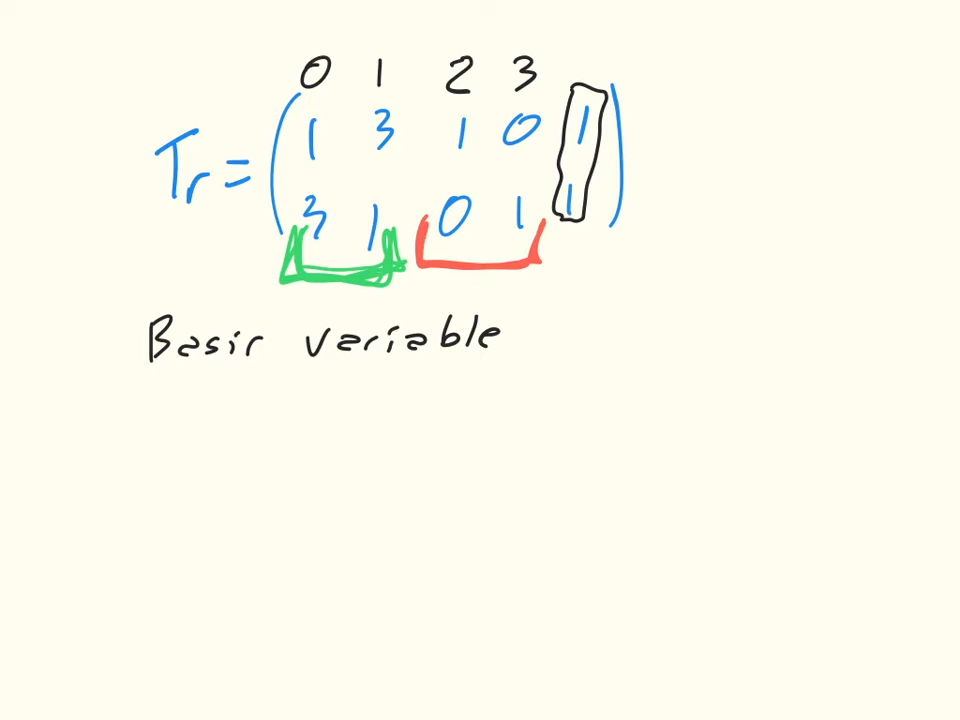 0 1 2 3
Tr = ( 1 3 1 0 1
3 1 0 1 1 )
Basir variable